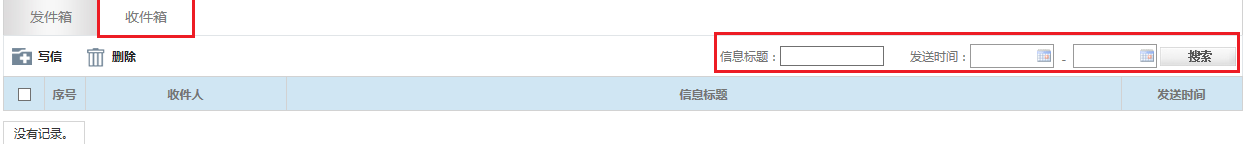 发件箱 收件箱
写信 删除 信息标题： 发送时间： - 搜索
序号 收件人 信息标题 发送时间
没有记录。